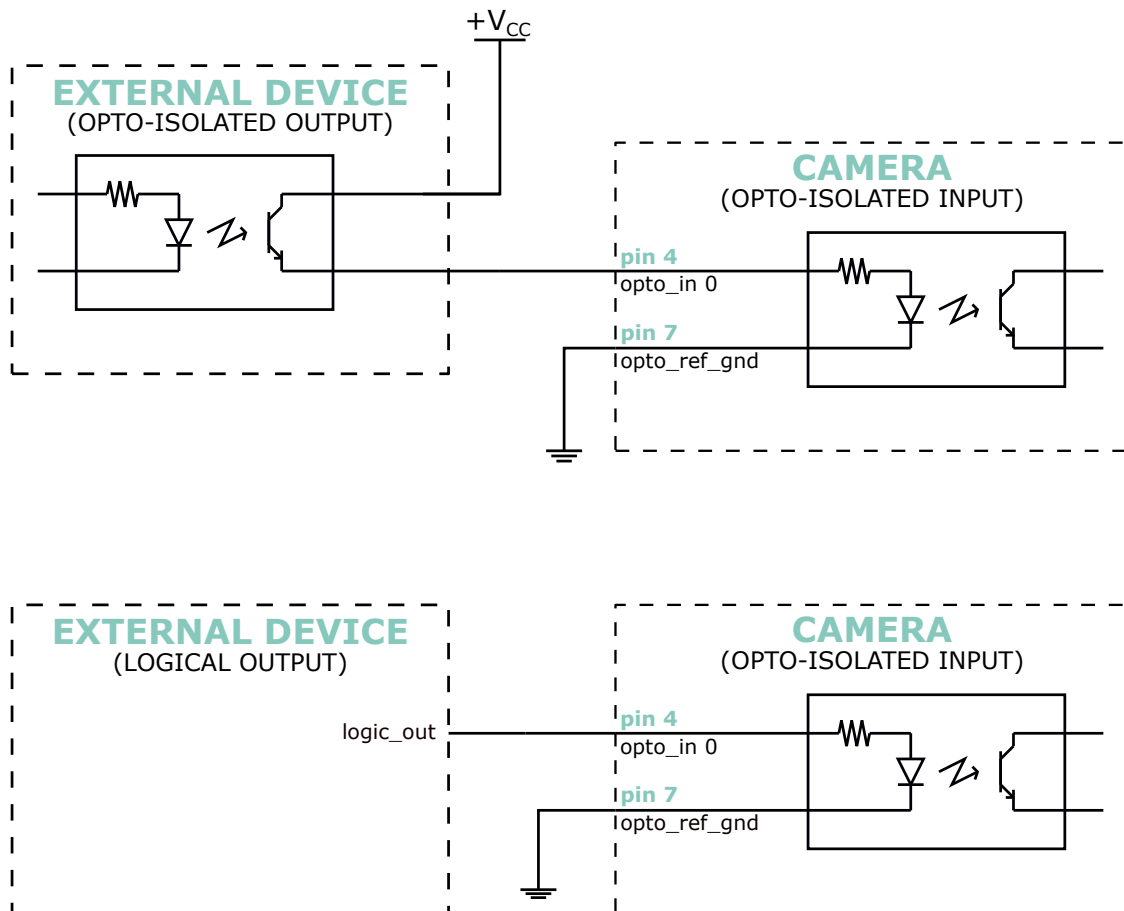 +VCC
EXTERNAL DEVICE
(OPTO-ISOLATED OUTPUT)
CAMERA
(OPTO-ISOLATED INPUT)
pin 4
opto_in 0
pin 7
opto_ref_gnd
EXTERNAL DEVICE
(LOGICAL OUTPUT)
logic_out
CAMERA
(OPTO-ISOLATED INPUT)
pin 4
opto_in 0
pin 7
opto_ref_gnd